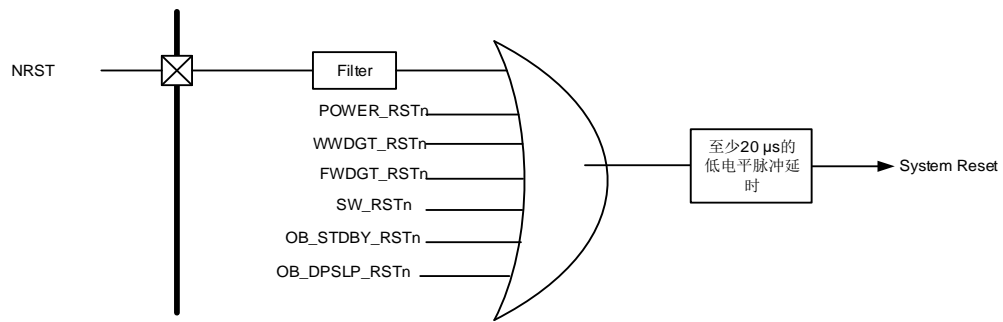 NRST
Filter
POWER_RSTn
WWDGT_RSTn
FWDGT_RSTn
SW_RSTn
OB_STDBY_RSTn
OB_DPSLP_RSTn
至少20 µs的
低电平脉冲延
时
System Reset